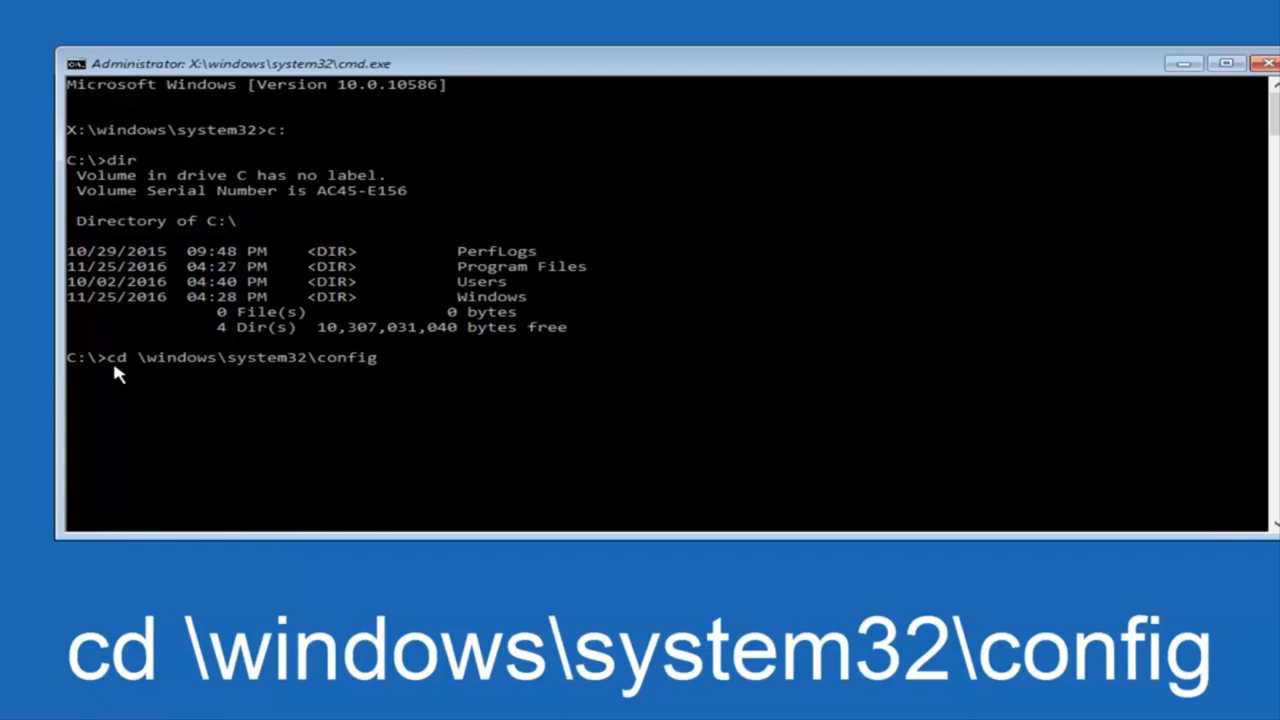 Administrator: X:\windows\system32\cmd.exe
Microsoft Windows [Version 10.0.10586]
X:\windows\system32>c:
C:\>dir
Volume in drive C has no label.
Volume Serial Number is AC45-E156
Directory of C:\
10/29/2015 09:48 PM <DIR> PerfLogs
11/25/2016 04:27 PM <DIR> Program Files
10/02/2016 04:40 PM <DIR> Users
11/25/2016 04:28 PM <DIR> Windows
0 File(s) 0 bytes
4 Dir(s) 10,307,031,040 bytes free
C:\>cd \windows\system32\config
cd \windows\system32\config